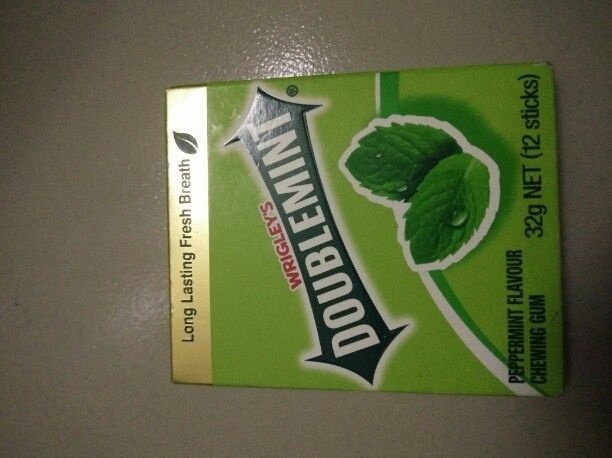 Long Lasting Fresh Breath
WRIGLEY'S
DOUBLEMINT®
PEPPERMINT FLAVOUR
CHEWING GUM
32g NET (12 sticks)